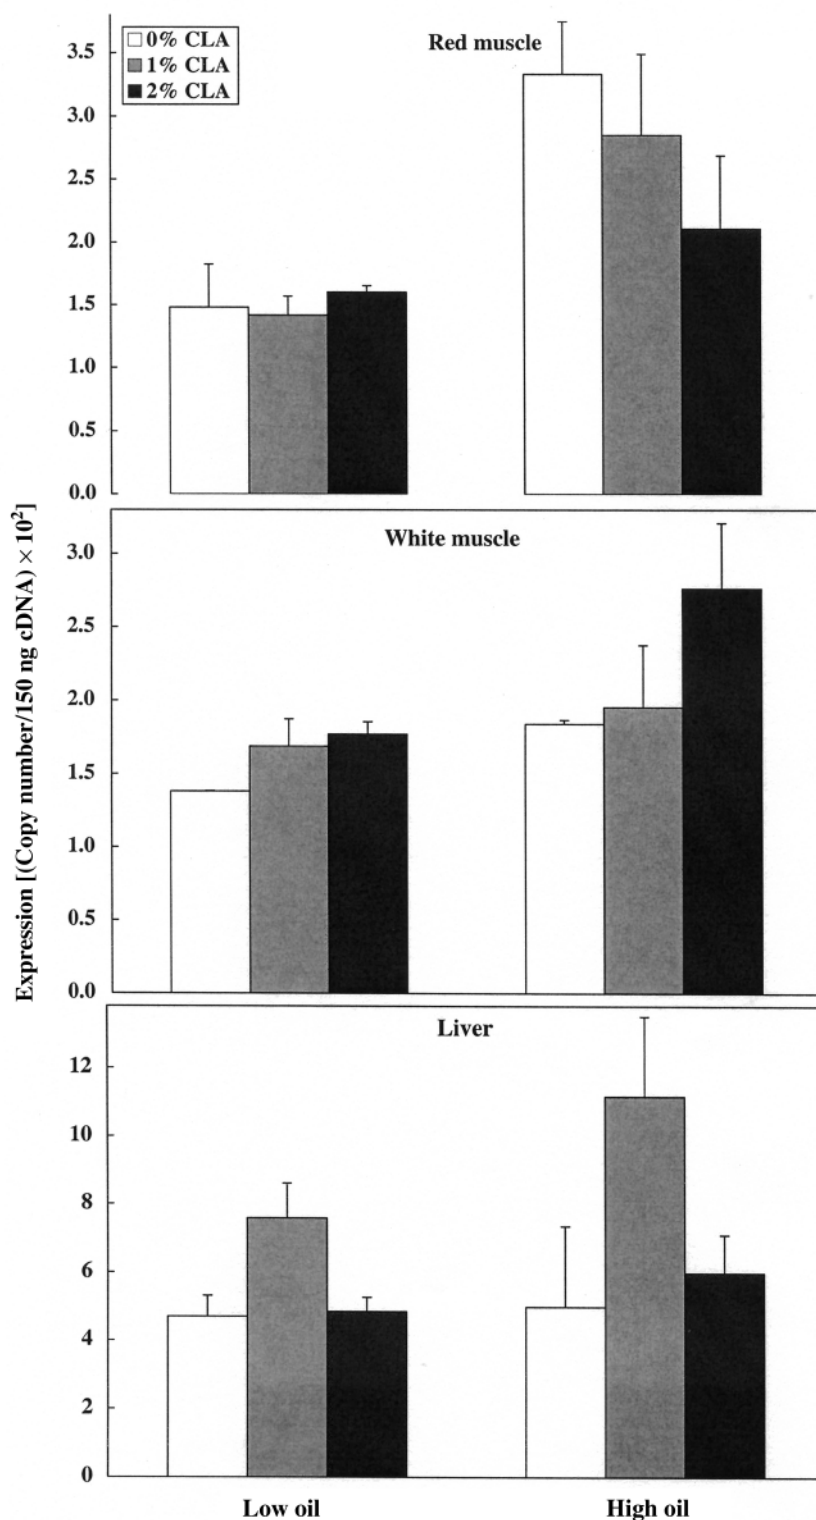 0% CLA
1% CLA
2% CLA
Red muscle
3.5
3.0
2.5
2.0
1.5
1.0
0.5
0.0
White muscle
3.0
2.5
2.0
1.5
1.0
0.5
0.0
Expression [(Copy number/150 ng cDNA) × 10²]
Liver
12
10
8
6
4
2
0
Low oil High oil